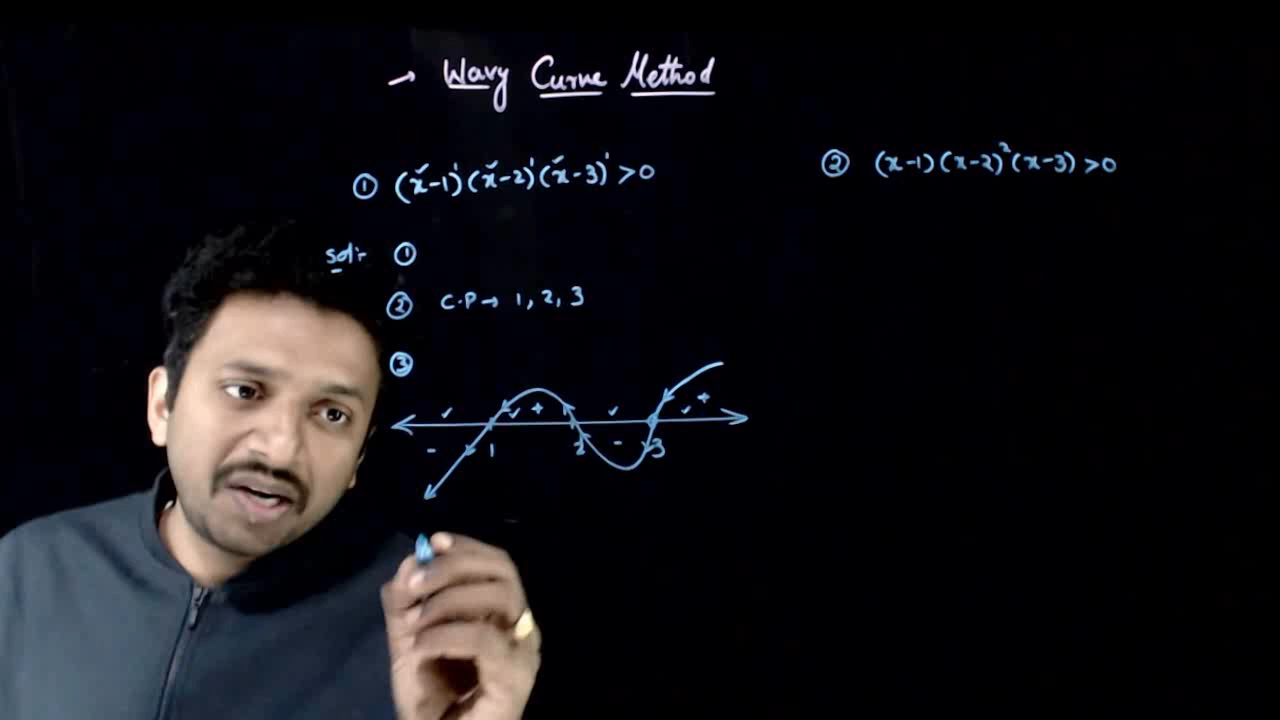 → Wavy Curve Method
① (x-1)¹(x-2)¹(x-3)¹>0
② (x-1)(x-2)²(x-3)>0
Sol:- ①
② C.P → 1, 2, 3
③
+ + - -
1 2 3